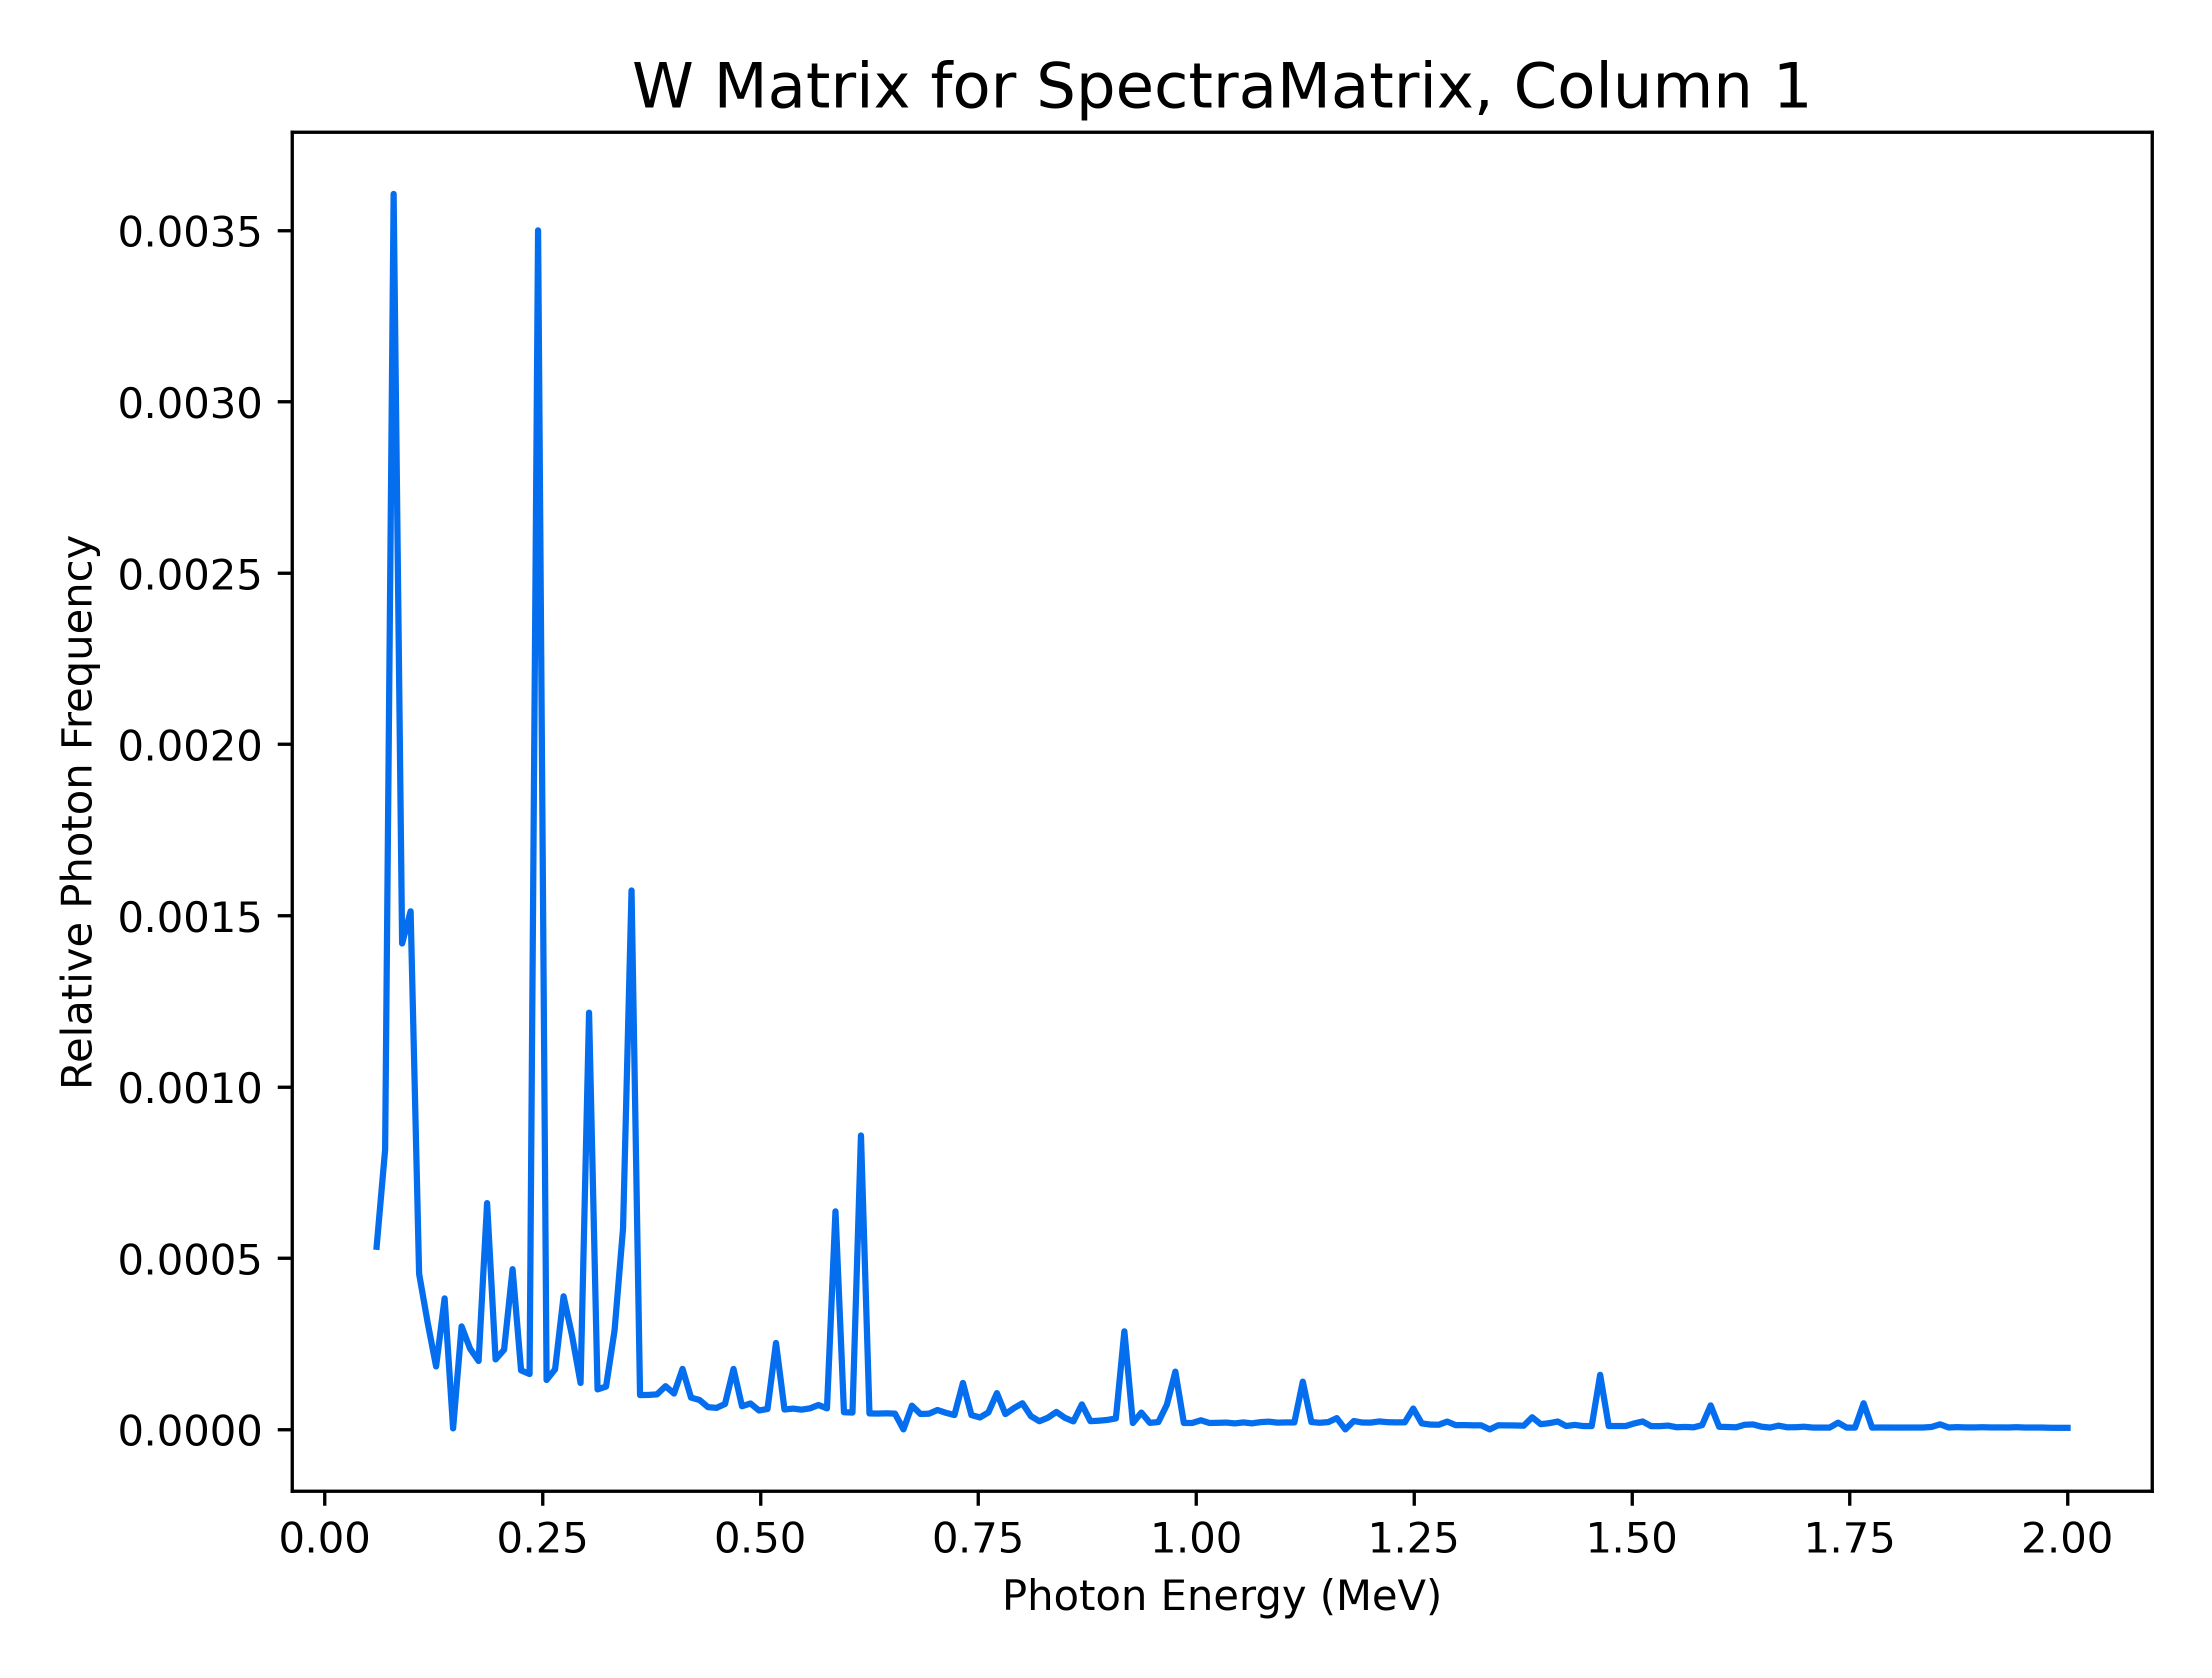 W Matrix for SpectraMatrix, Column 1
Relative Photon Frequency
0.0035
0.0030
0.0025
0.0020
0.0015
0.0010
0.0005
0.0000
0.00 0.25 0.50 0.75 1.00 1.25 1.50 1.75 2.00
Photon Energy (MeV)